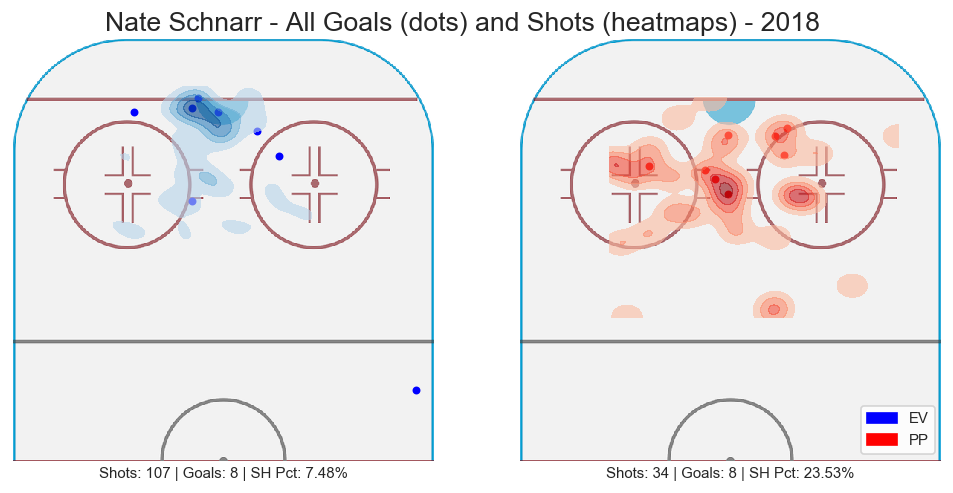 Nate Schnarr - All Goals (dots) and Shots (heatmaps) - 2018
EV
PP
Shots: 107 | Goals: 8 | SH Pct: 7.48%
Shots: 34 | Goals: 8 | SH Pct: 23.53%